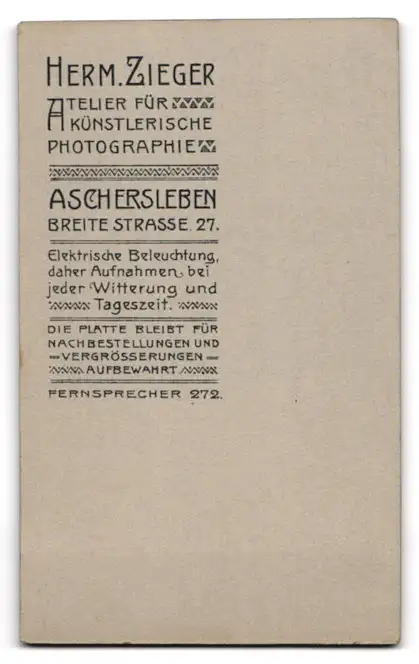 HERM. ZIEGER
ATELIER FÜR
KÜNSTLERISCHE
PHOTOGRAPHIE
ASCHERSLEBEN
BREITE STRASSE. 27.
Elektrische Beleuchtung,
daher Aufnahmen, bei
jeder Witterung und
Tageszeit.
DIE PLATTE BLEIBT FÜR
NACHBESTELLUNGEN UND
VERGRÖSSERUNGEN
AUFBEWAHRT
FERNSPRECHER 272.